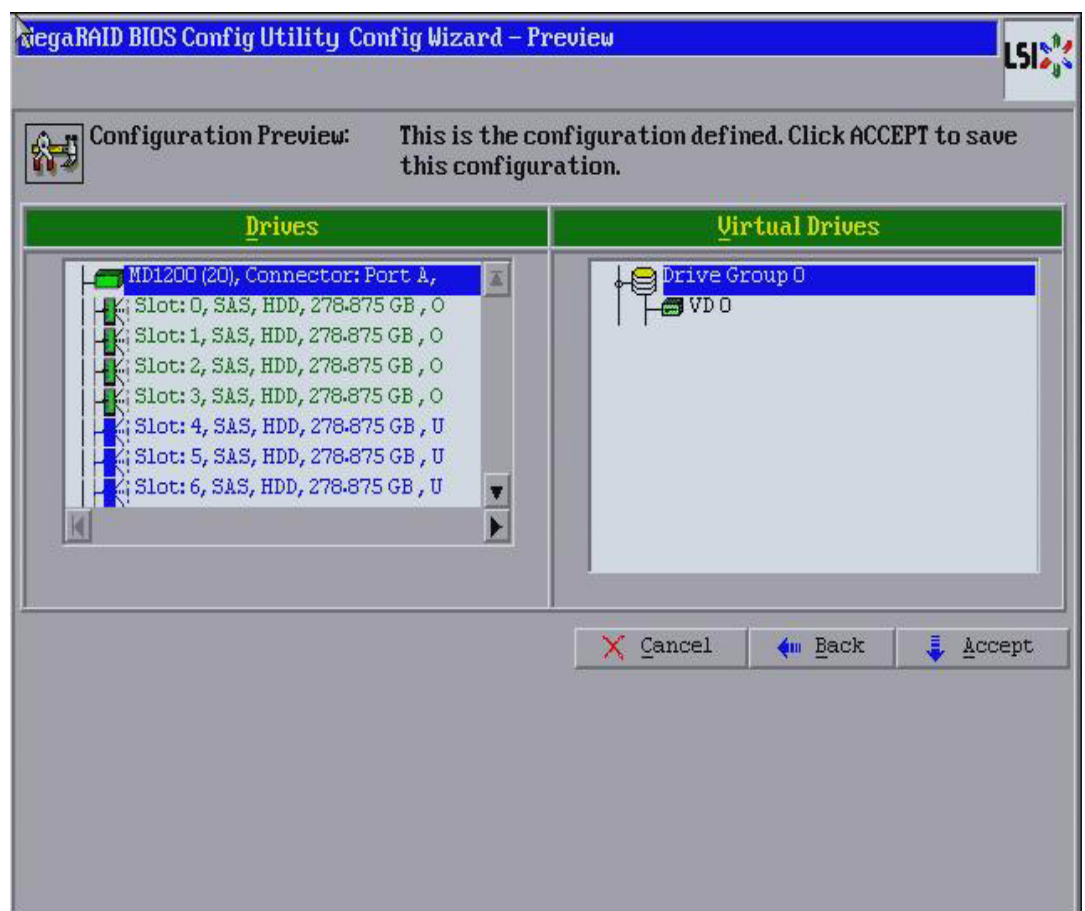 MegaRAID BIOS Config Utility Config Wizard – Preview
LSI
Configuration Preview:
This is the configuration defined. Click ACCEPT to save
this configuration.
Drives
MD1200 (20), Connector: Port A,
Slot: 0, SAS, HDD, 278.875 GB , O
Slot: 1, SAS, HDD, 278.875 GB , O
Slot: 2, SAS, HDD, 278.875 GB , O
Slot: 3, SAS, HDD, 278.875 GB , O
Slot: 4, SAS, HDD, 278.875 GB , U
Slot: 5, SAS, HDD, 278.875 GB , U
Slot: 6, SAS, HDD, 278.875 GB , U
Virtual Drives
Drive Group 0
VD 0
Cancel
Back
Accept